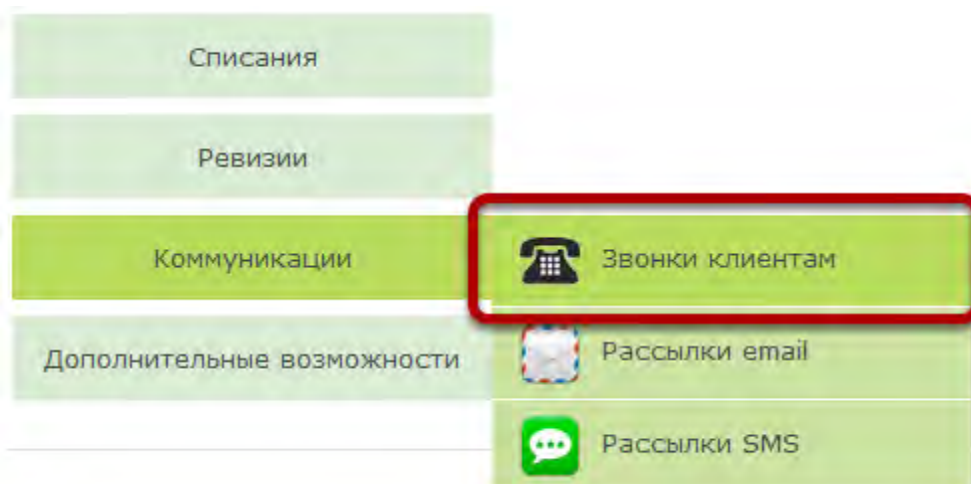 Списания
Ревизии
Коммуникации
Звонки клиентам
Дополнительные возможности
Рассылки email
Рассылки SMS